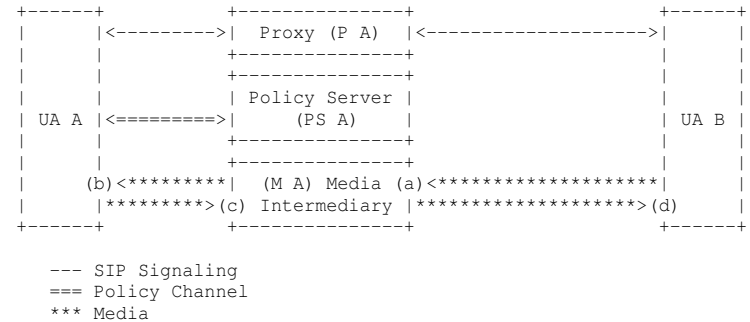 Proxy (P A)
Policy Server
UA A (PS A) UA B
(b) (M A) Media (a)
(c) Intermediary (d)
--- SIP Signaling
=== Policy Channel
*** Media